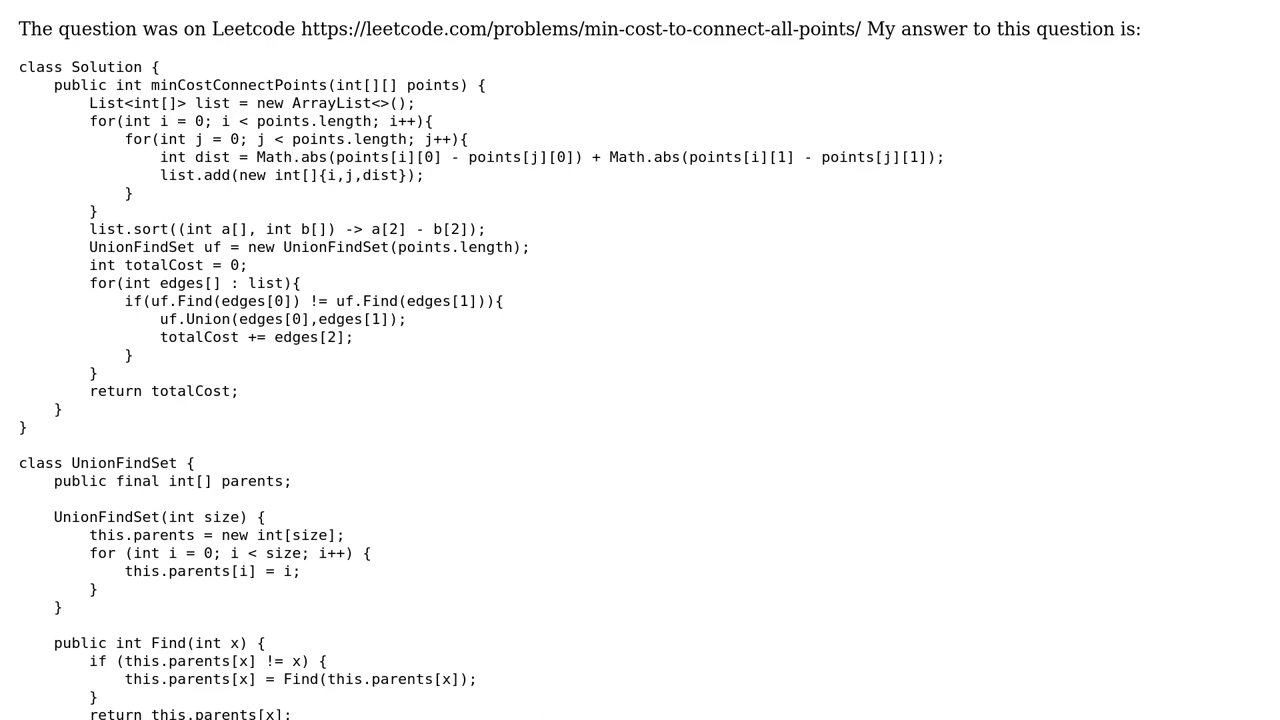 The question was on Leetcode https://leetcode.com/problems/min-cost-to-connect-all-points/ My answer to this question is:
class Solution {
    public int minCostConnectPoints(int[][] points) {
        List<int[]> list = new ArrayList<>();
        for(int i = 0; i < points.length; i++){
            for(int j = 0; j < points.length; j++){
                int dist = Math.abs(points[i][0] - points[j][0]) + Math.abs(points[i][1] - points[j][1]);
                list.add(new int[]{i,j,dist});
            }
        }
        list.sort((int a[], int b[]) -> a[2] - b[2]);
        UnionFindSet uf = new UnionFindSet(points.length);
        int totalCost = 0;
        for(int edges[] : list){
            if(uf.Find(edges[0]) != uf.Find(edges[1])){
                uf.Union(edges[0],edges[1]);
                totalCost += edges[2];
            }
        }
        return totalCost;
    }
}

class UnionFindSet {
    public final int[] parents;

    UnionFindSet(int size) {
        this.parents = new int[size];
        for (int i = 0; i < size; i++) {
            this.parents[i] = i;
        }
    }

    public int Find(int x) {
        if (this.parents[x] != x) {
            this.parents[x] = Find(this.parents[x]);
        }
        return this.parents[x];